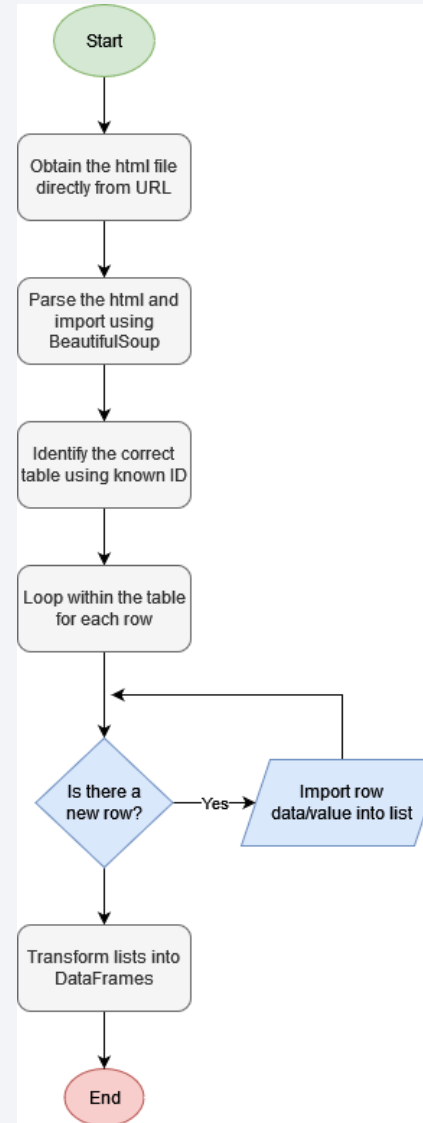 Start
Obtain the html file
directly from URL
Parse the html and
import using
BeautifulSoup
Identify the correct
table using known ID
Loop within the table
for each row
Is there a
new row?
Yes
Import row
data/value into list
Transform lists into
DataFrames
End